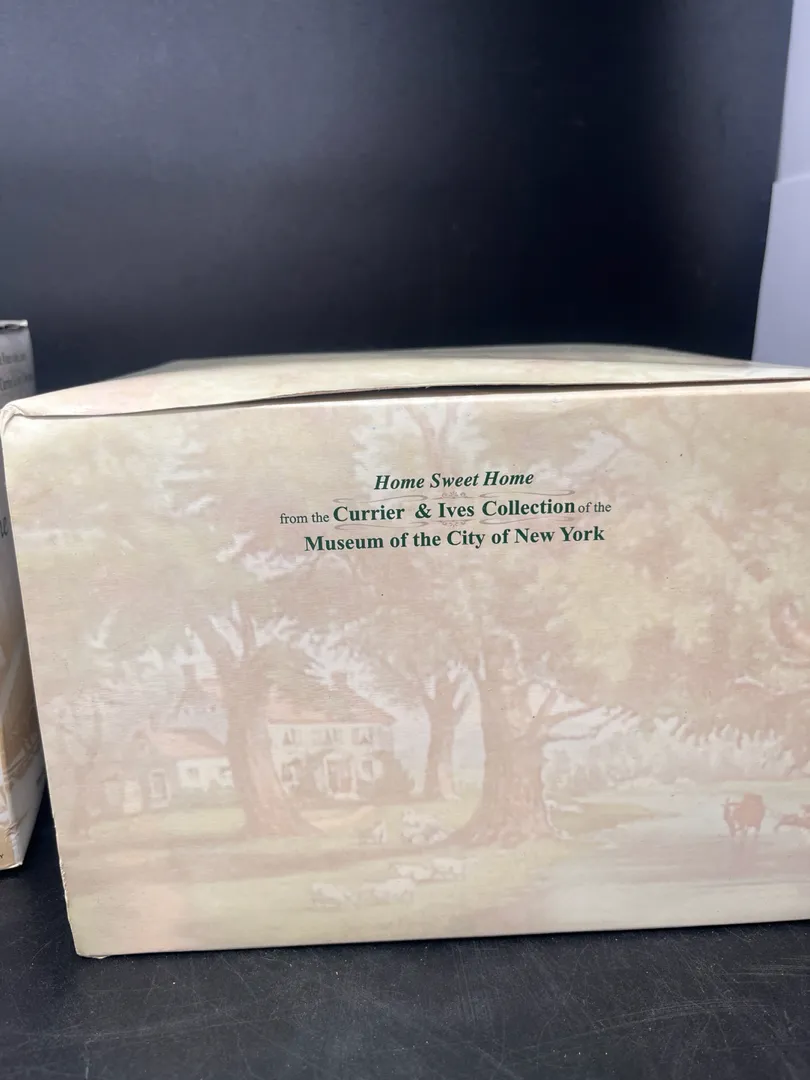 Home Sweet Home
from the Currier & Ives Collection of the
Museum of the City of New York